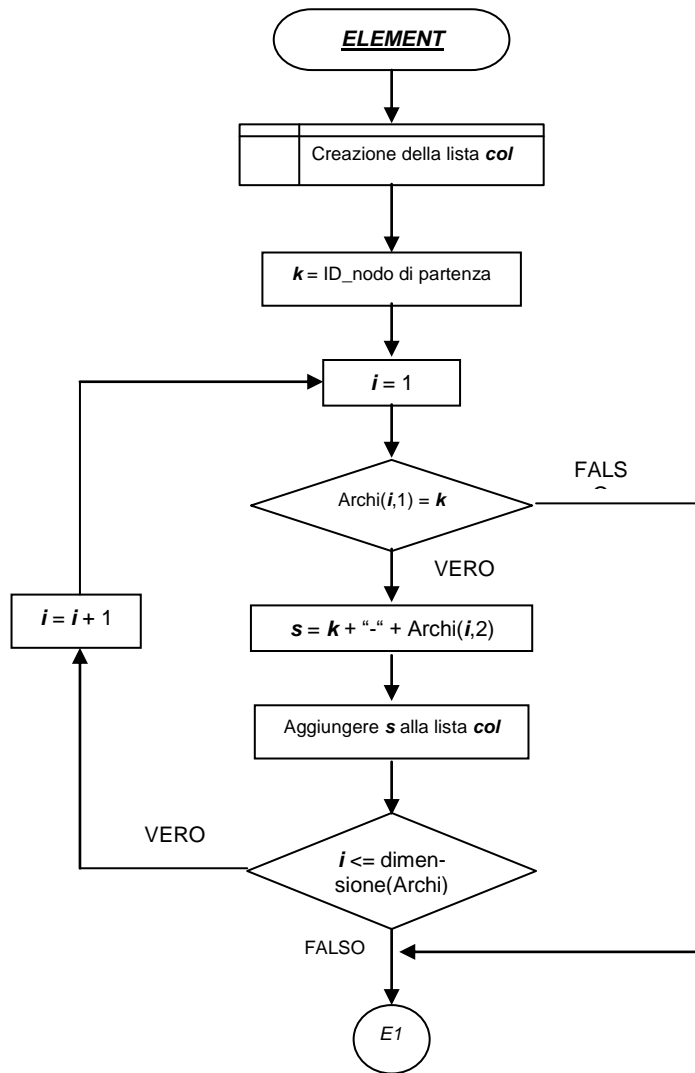 ELEMENT
Creazione della lista col
k = ID_nodo di partenza
i = 1
Archi(i,1) = k
FALS
VERO
i = i + 1
s = k + “-“ + Archi(i,2)
Aggiungere s alla lista col
VERO
i <= dimen-
sione(Archi)
FALSO
E1